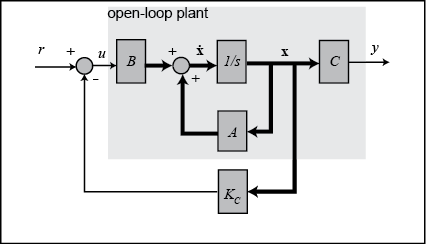 open-loop plant
r + u B + ẋ 1/s x C y
- +
A
K_C